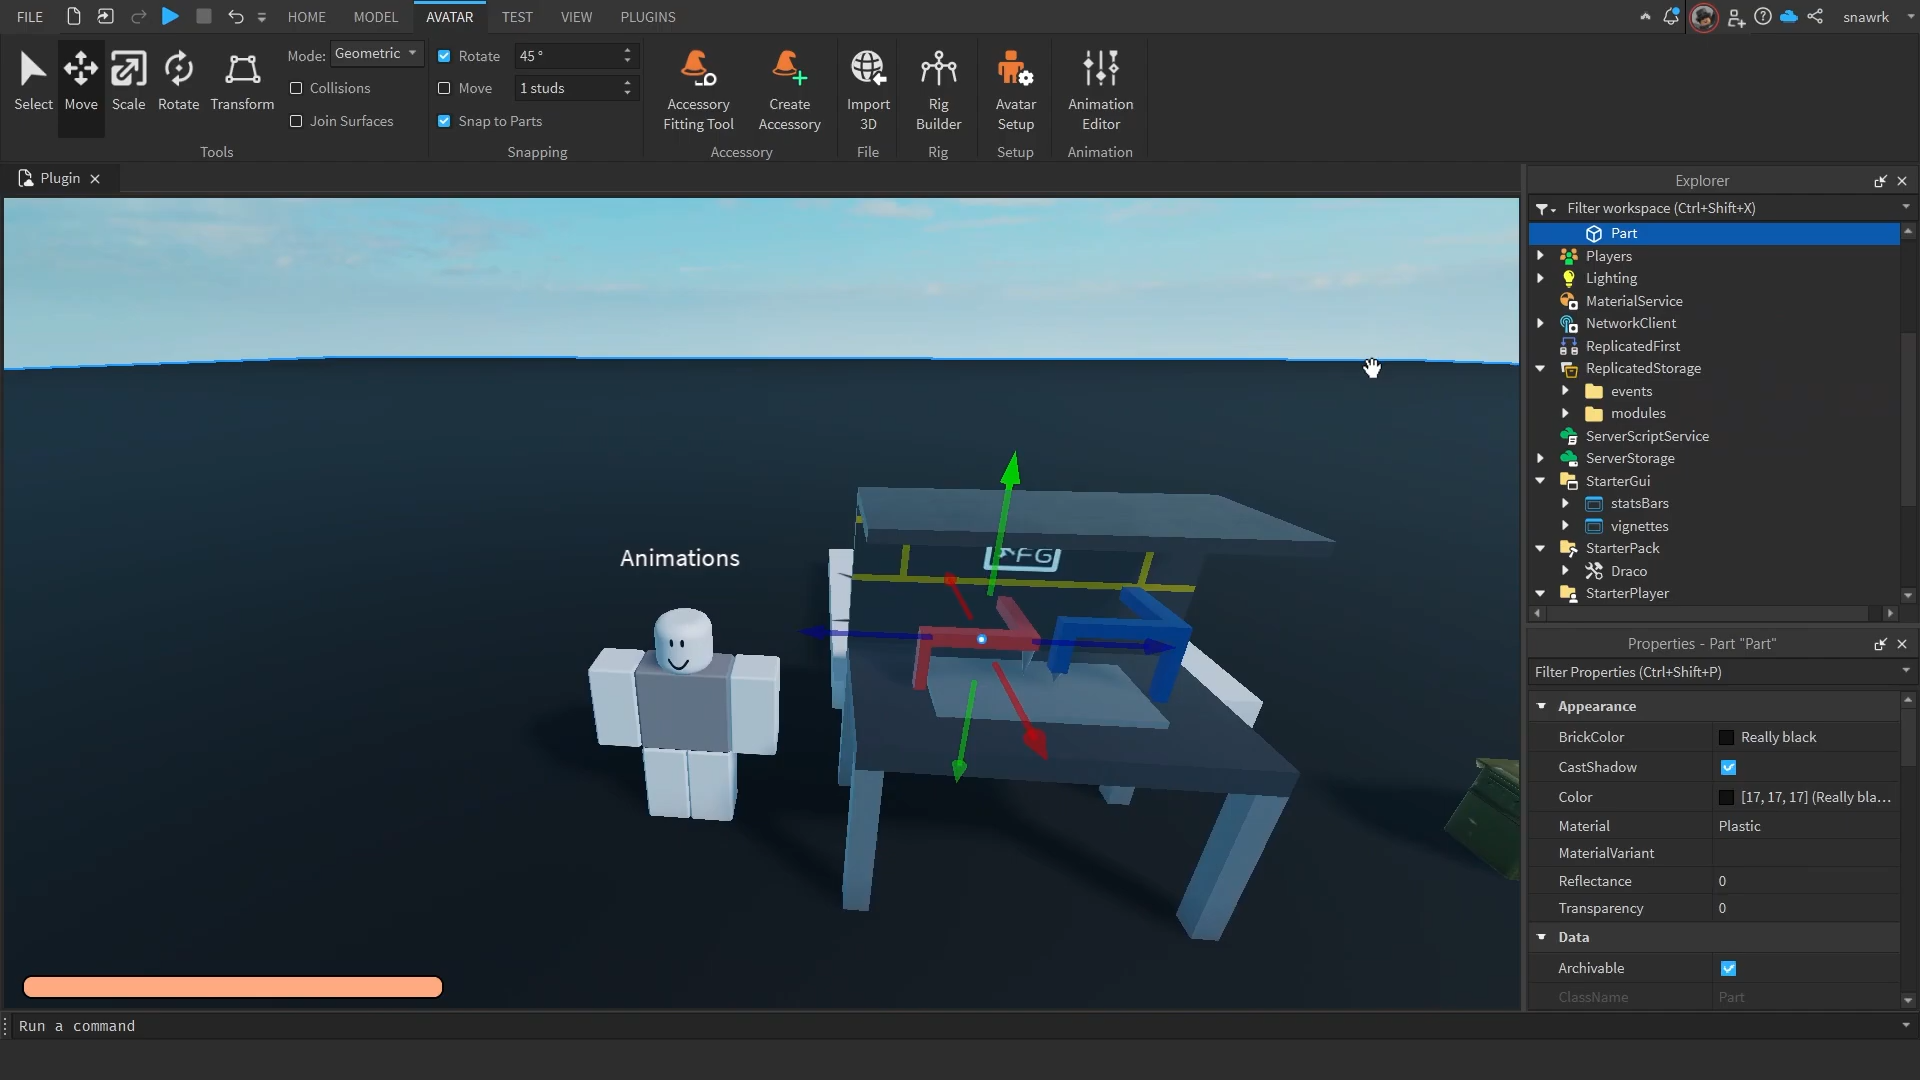 FILE HOME MODEL AVATAR TEST VIEW PLUGINS snawrk
Select Move Scale Rotate Transform
Mode: Geometric
Collisions
Join Surfaces
Tools
Rotate 45 °
Move 1 studs
Snap to Parts
Snapping
Accessory
Fitting Tool
Create
Accessory
Accessory
Import
3D
File
Rig
Builder
Rig
Avatar
Setup
Setup
Animation
Editor
Animation
Plugin
Animations
Explorer
Filter workspace (Ctrl+Shift+X)
Part
Players
Lighting
MaterialService
NetworkClient
ReplicatedFirst
ReplicatedStorage
events
modules
ServerScriptService
ServerStorage
StarterGui
statsBars
vignettes
StarterPack
Draco
StarterPlayer
Properties - Part "Part"
Filter Properties (Ctrl+Shift+P)
Appearance
BrickColor Really black
CastShadow
Color [17, 17, 17] (Really bla...
Material Plastic
MaterialVariant
Reflectance 0
Transparency 0
Data
Archivable
ClassName Part
Run a command